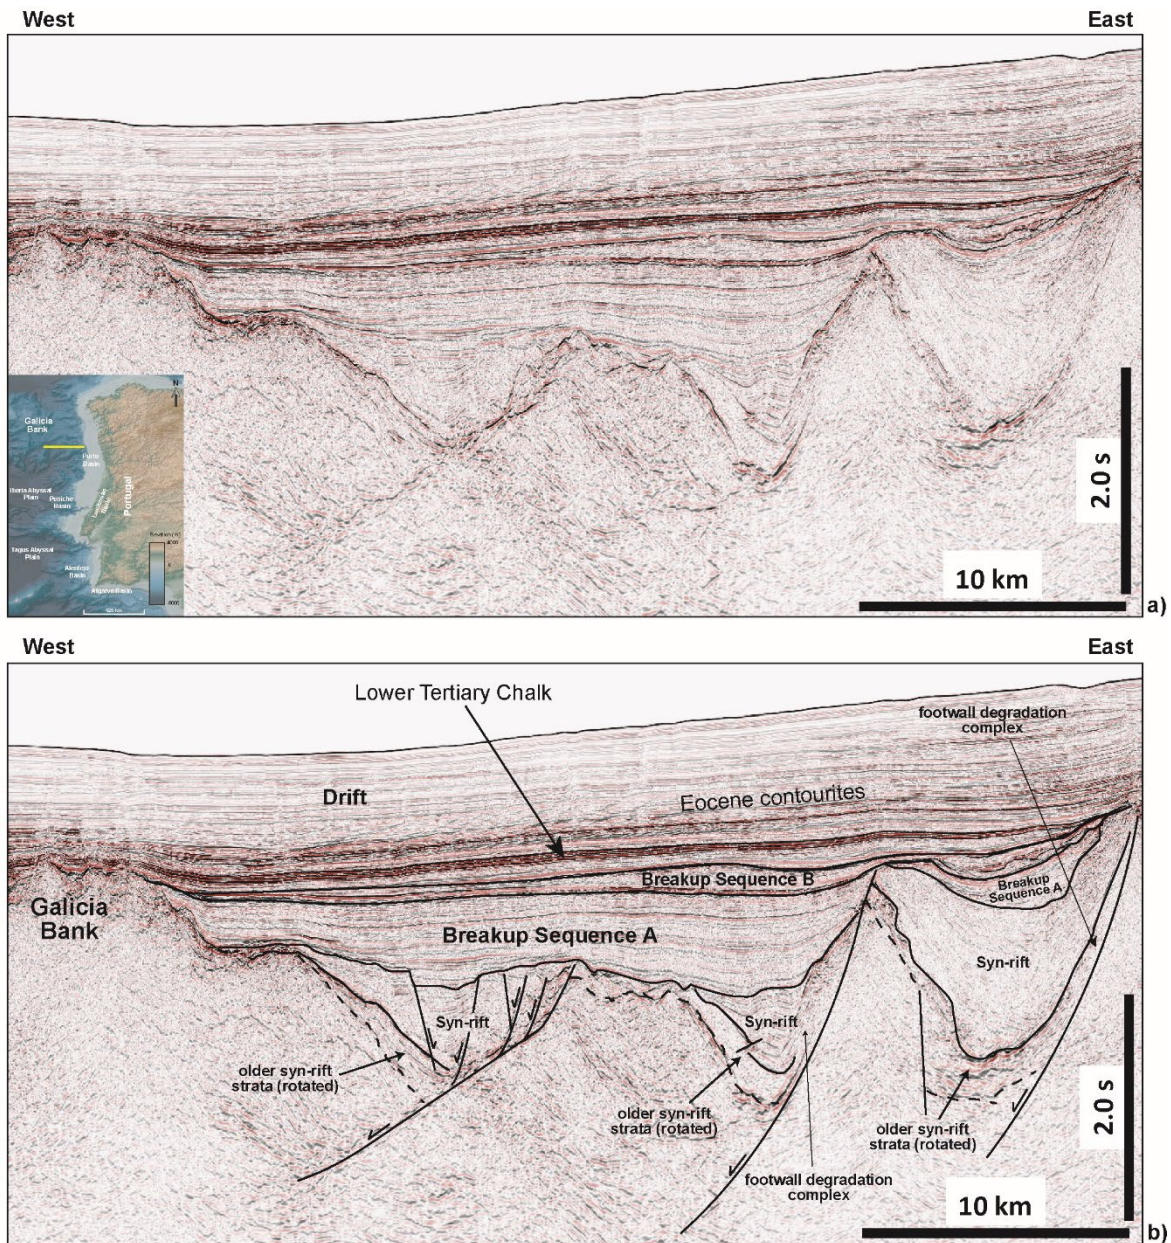 West
East
Galicia
Bank
N
Porto
Basin
Iberia Abyssal
Plain
Peniche
Basin
Lusitanian
Basin
Portugal
Tagus Abyssal
Plain
Alentejo
Basin
Algarve Basin
Elevation (m)
2.0 s
10 km
a)
West
East
Lower Tertiary Chalk
footwall degradation
complex
Drift
Eocene contourites
Breakup Sequence B
Breakup
Sequence A
Galicia
Bank
Breakup Sequence A
Syn-rift
Syn-rift
Syn-rift
older syn-rift
strata (rotated)
older syn-rift
strata (rotated)
older syn-rift
strata (rotated)
footwall degradation
complex
2.0 s
10 km
b)